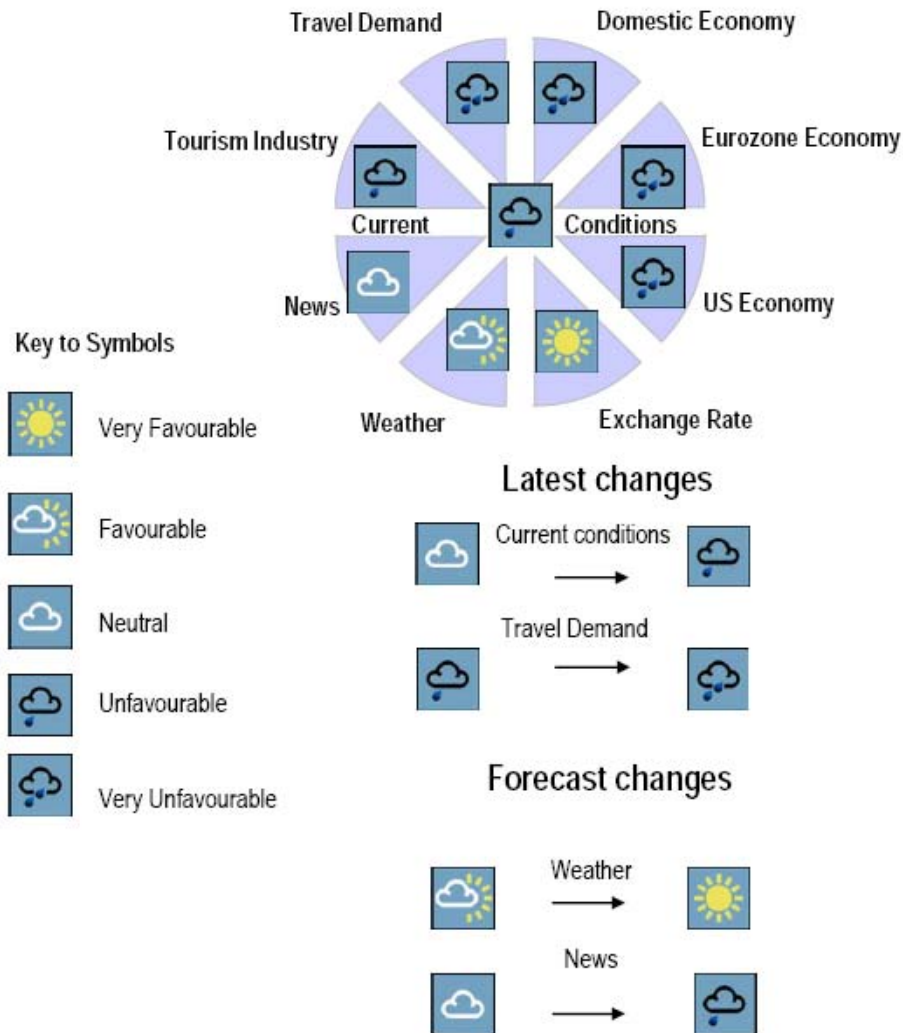 Travel Demand
Domestic Economy
Tourism Industry
Eurozone Economy
Current
Conditions
News
US Economy
Weather
Exchange Rate
Key to Symbols
Very Favourable
Favourable
Neutral
Unfavourable
Very Unfavourable
Latest changes
Current conditions
Travel Demand
Forecast changes
Weather
News